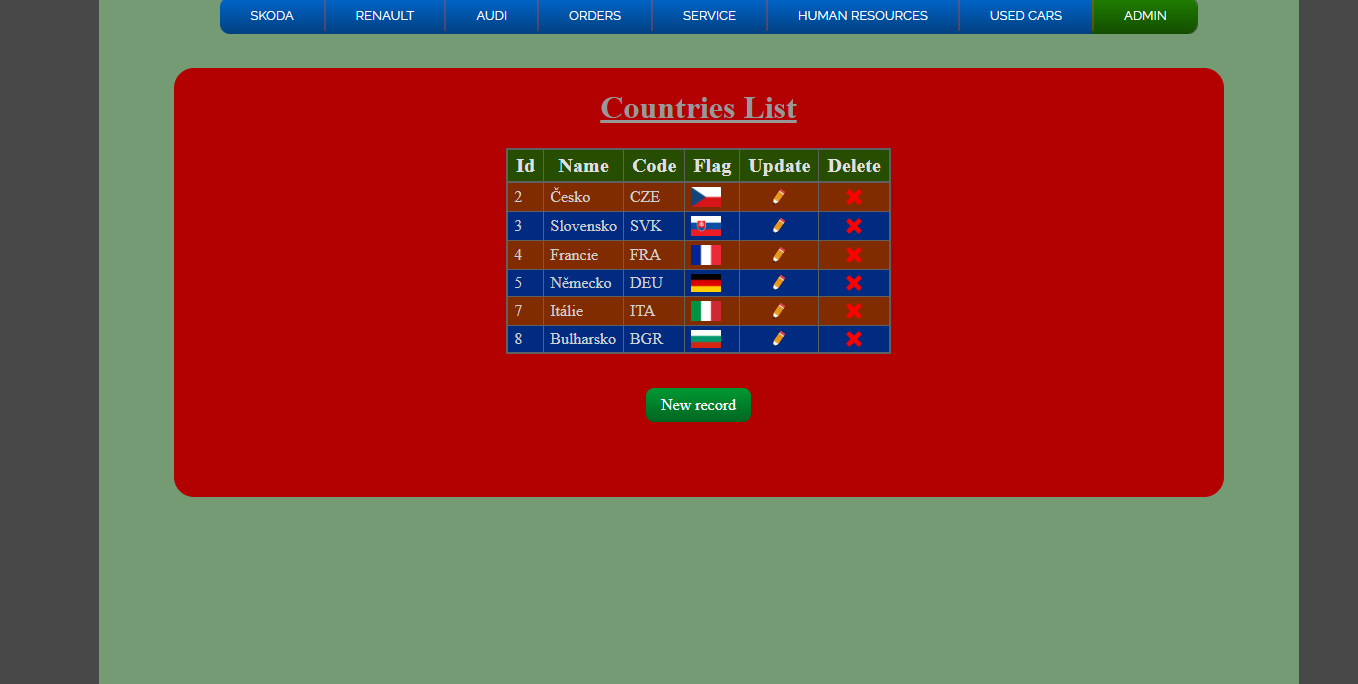 SKODA RENAULT AUDI ORDERS SERVICE HUMAN RESOURCES USED CARS ADMIN
Countries List
Id Name Code Flag Update Delete
2 Česko CZE
3 Slovensko SVK
4 Francie FRA
5 Německo DEU
7 Itálie ITA
8 Bulharsko BGR
New record